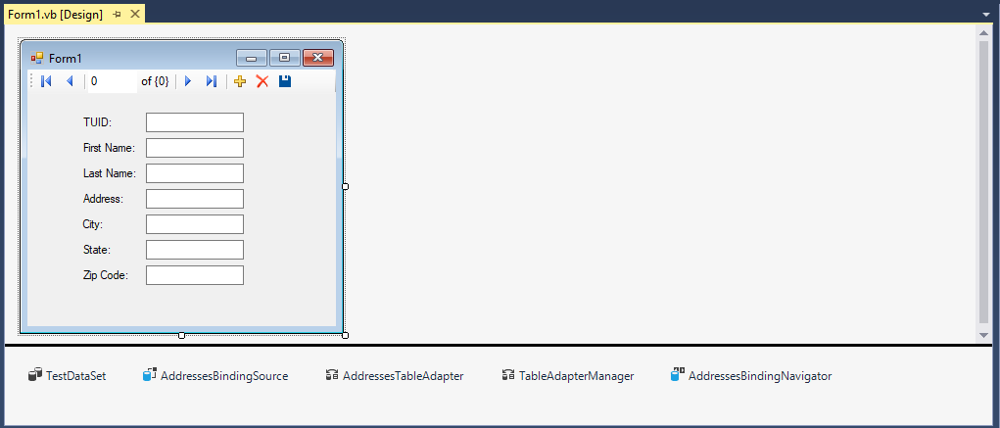 Form1.vb [Design]
Form1
0 of {0}
TUID:
First Name:
Last Name:
Address:
City:
State:
Zip Code:
TestDataSet AddressesBindingSource AddressesTableAdapter TableAdapterManager AddressesBindingNavigator